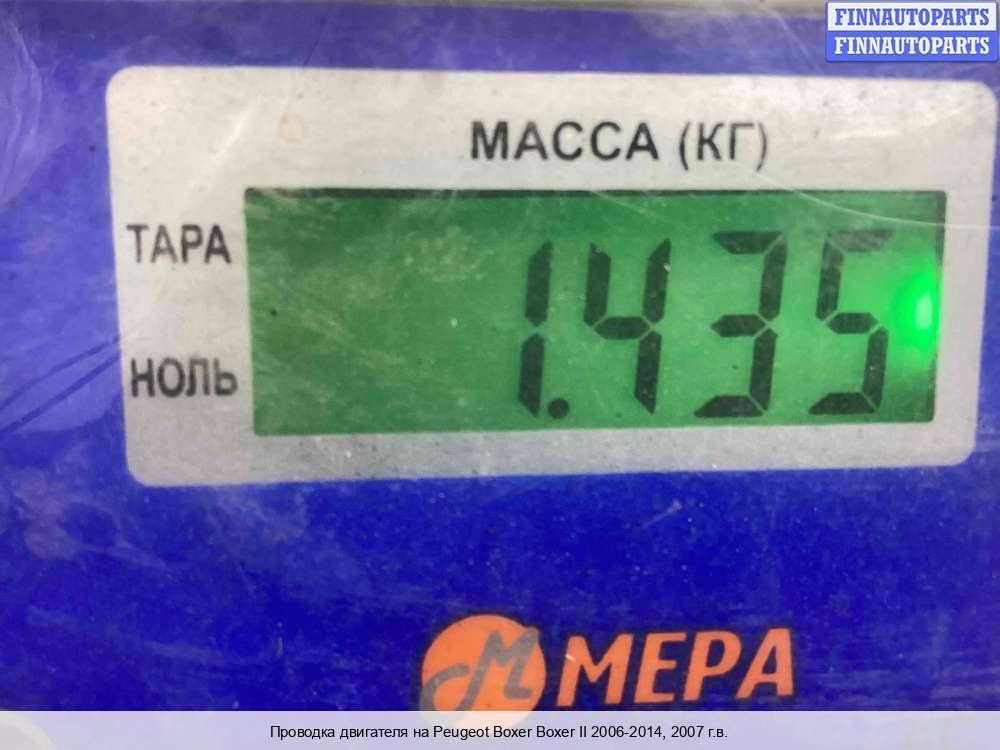 FINNAUTOPARTS
FINNAUTOPARTS
МАССА (КГ)
ТАРА
1.435
НОЛЬ
М МЕРА
Проводка двигателя на Peugeot Boxer Boxer II 2006-2014, 2007 г.в.